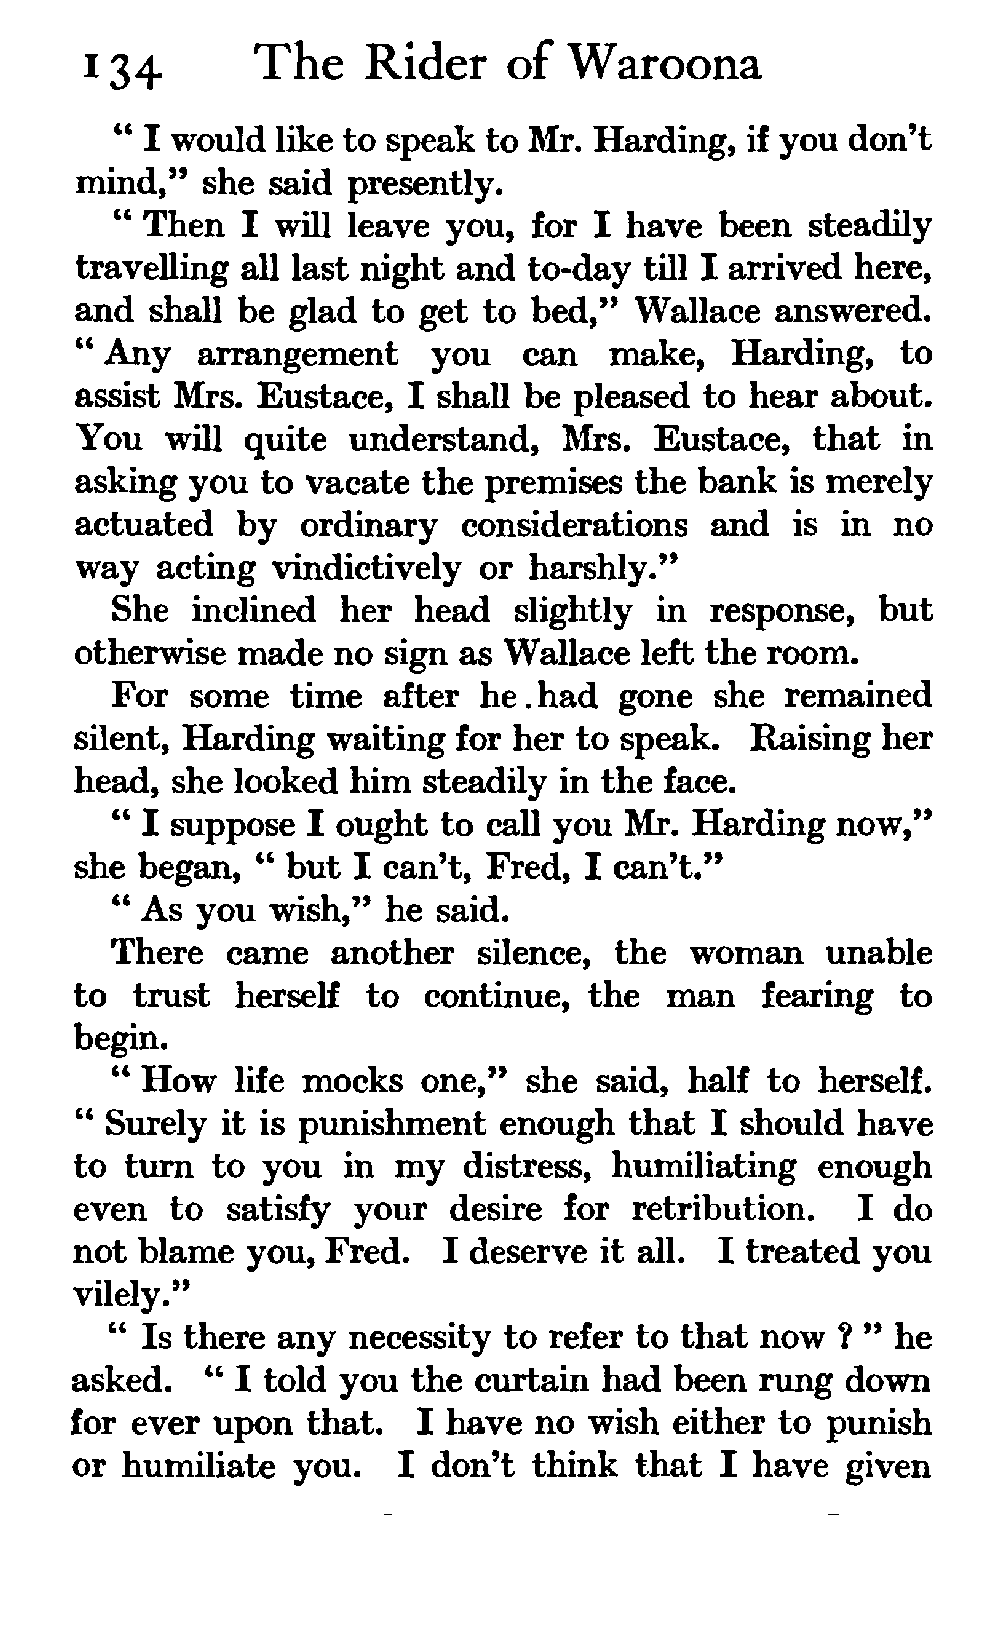 134 The Rider of Waroona
“ I would like to speak to Mr. Harding, if you don’t
mind,” she said presently.
“ Then I will leave you, for I have been steadily
travelling all last night and to-day till I arrived here,
and shall be glad to get to bed,” Wallace answered.
“ Any arrangement you can make, Harding, to
assist Mrs. Eustace, I shall be pleased to hear about.
You will quite understand, Mrs. Eustace, that in
asking you to vacate the premises the bank is merely
actuated by ordinary considerations and is in no
way acting vindictively or harshly.”
She inclined her head slightly in response, but
otherwise made no sign as Wallace left the room.
For some time after he .had gone she remained
silent, Harding waiting for her to speak. Raising her
head, she looked him steadily in the face.
“ I suppose I ought to call you Mr. Harding now,”
she began, “ but I can’t, Fred, I can’t.”
“ As you wish,” he said.
There came another silence, the woman unable
to trust herself to continue, the man fearing to
begin.
“ How life mocks one,” she said, half to herself.
“ Surely it is punishment enough that I should have
to turn to you in my distress, humiliating enough
even to satisfy your desire for retribution. I do
not blame you, Fred. I deserve it all. I treated you
vilely.”
“ Is there any necessity to refer to that now ? ” he
asked. “ I told you the curtain had been rung down
for ever upon that. I have no wish either to punish
or humiliate you. I don’t think that I have given